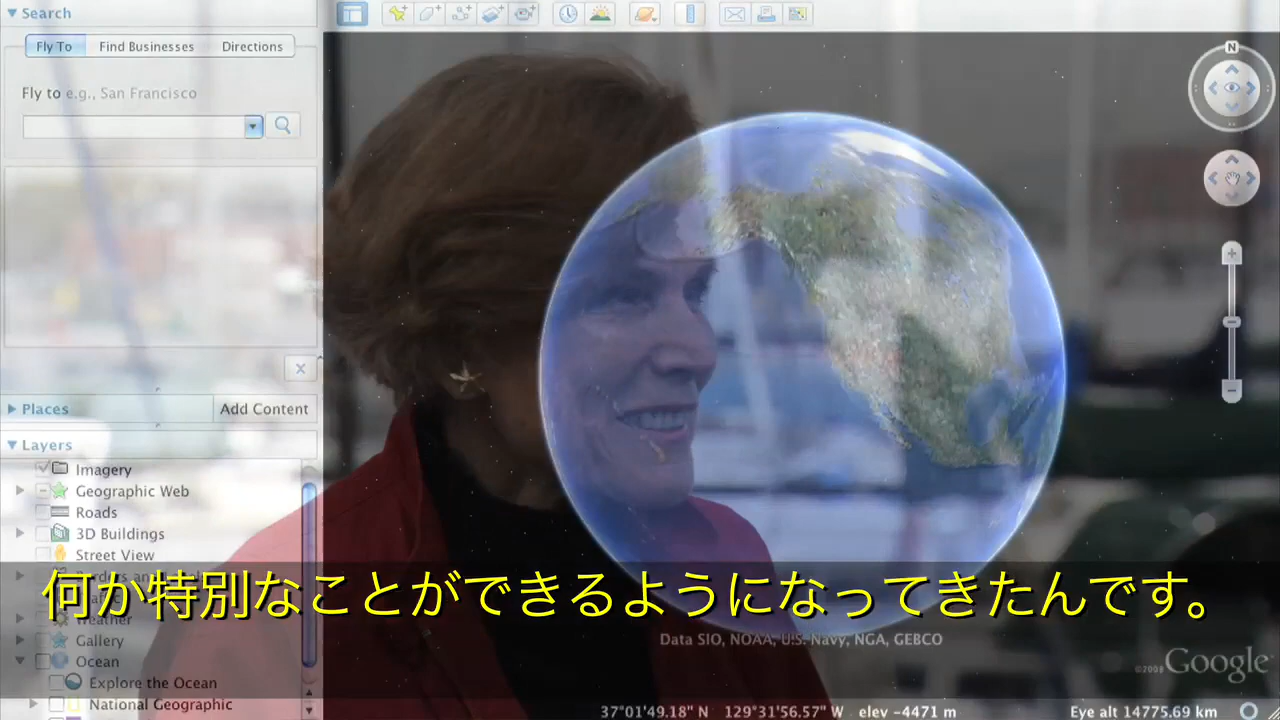 Search
Fly To Find Businesses Directions
Fly to e.g., San Francisco
N
Places Add Content
Layers
Imagery
Geographic Web
Roads
3D Buildings
Street View
何か特別なことができるようになってきたんです。
Weather
Gallery
Ocean
Explore the Ocean
National Geographic
Data SIO, NOAA, U.S. Navy, NGA, GEBCO
©2008 Google
37°01'49.18" N 129°31'56.57" W elev -4471 m Eye alt 14775.69 km